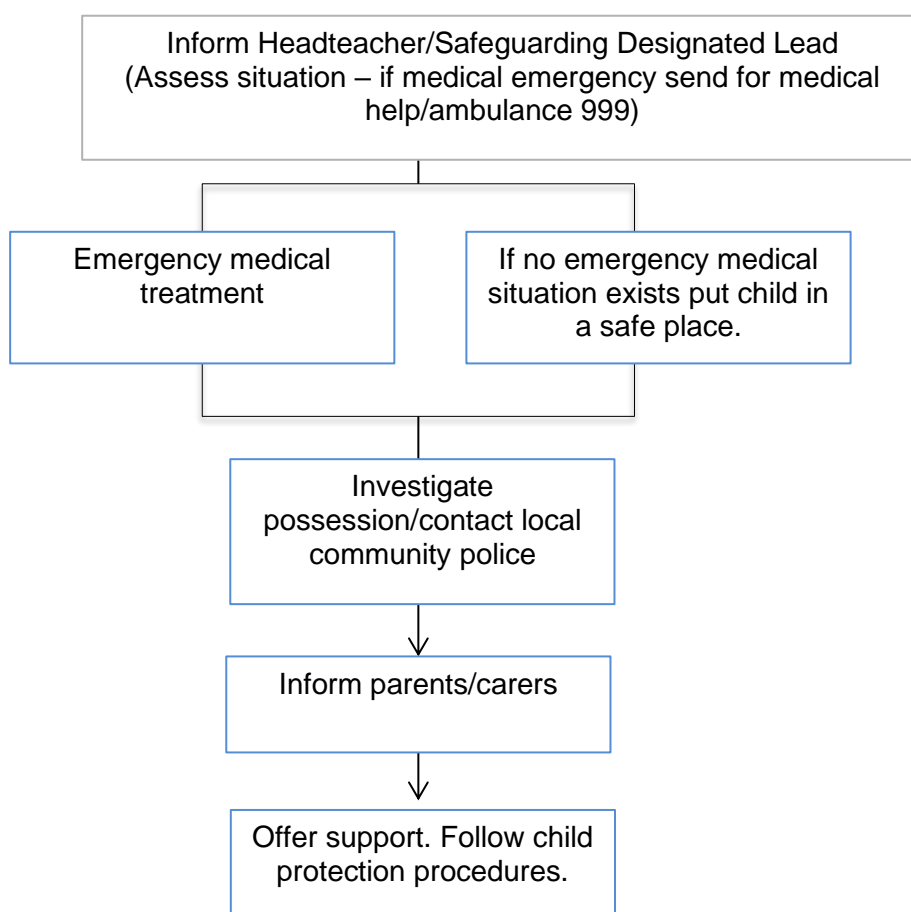 Inform Headteacher/Safeguarding Designated Lead
(Assess situation – if medical emergency send for medical
help/ambulance 999)
Emergency medical
treatment
If no emergency medical
situation exists put child in
a safe place.
Investigate
possession/contact local
community police
Inform parents/carers
Offer support. Follow child
protection procedures.